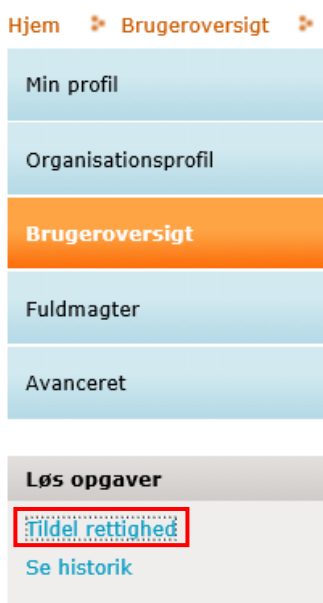 Hjem Brugeroversigt
Min profil
Organisationsprofil
Brugeroversigt
Fuldmagter
Avanceret
Løs opgaver
Tildel rettighed
Se historik